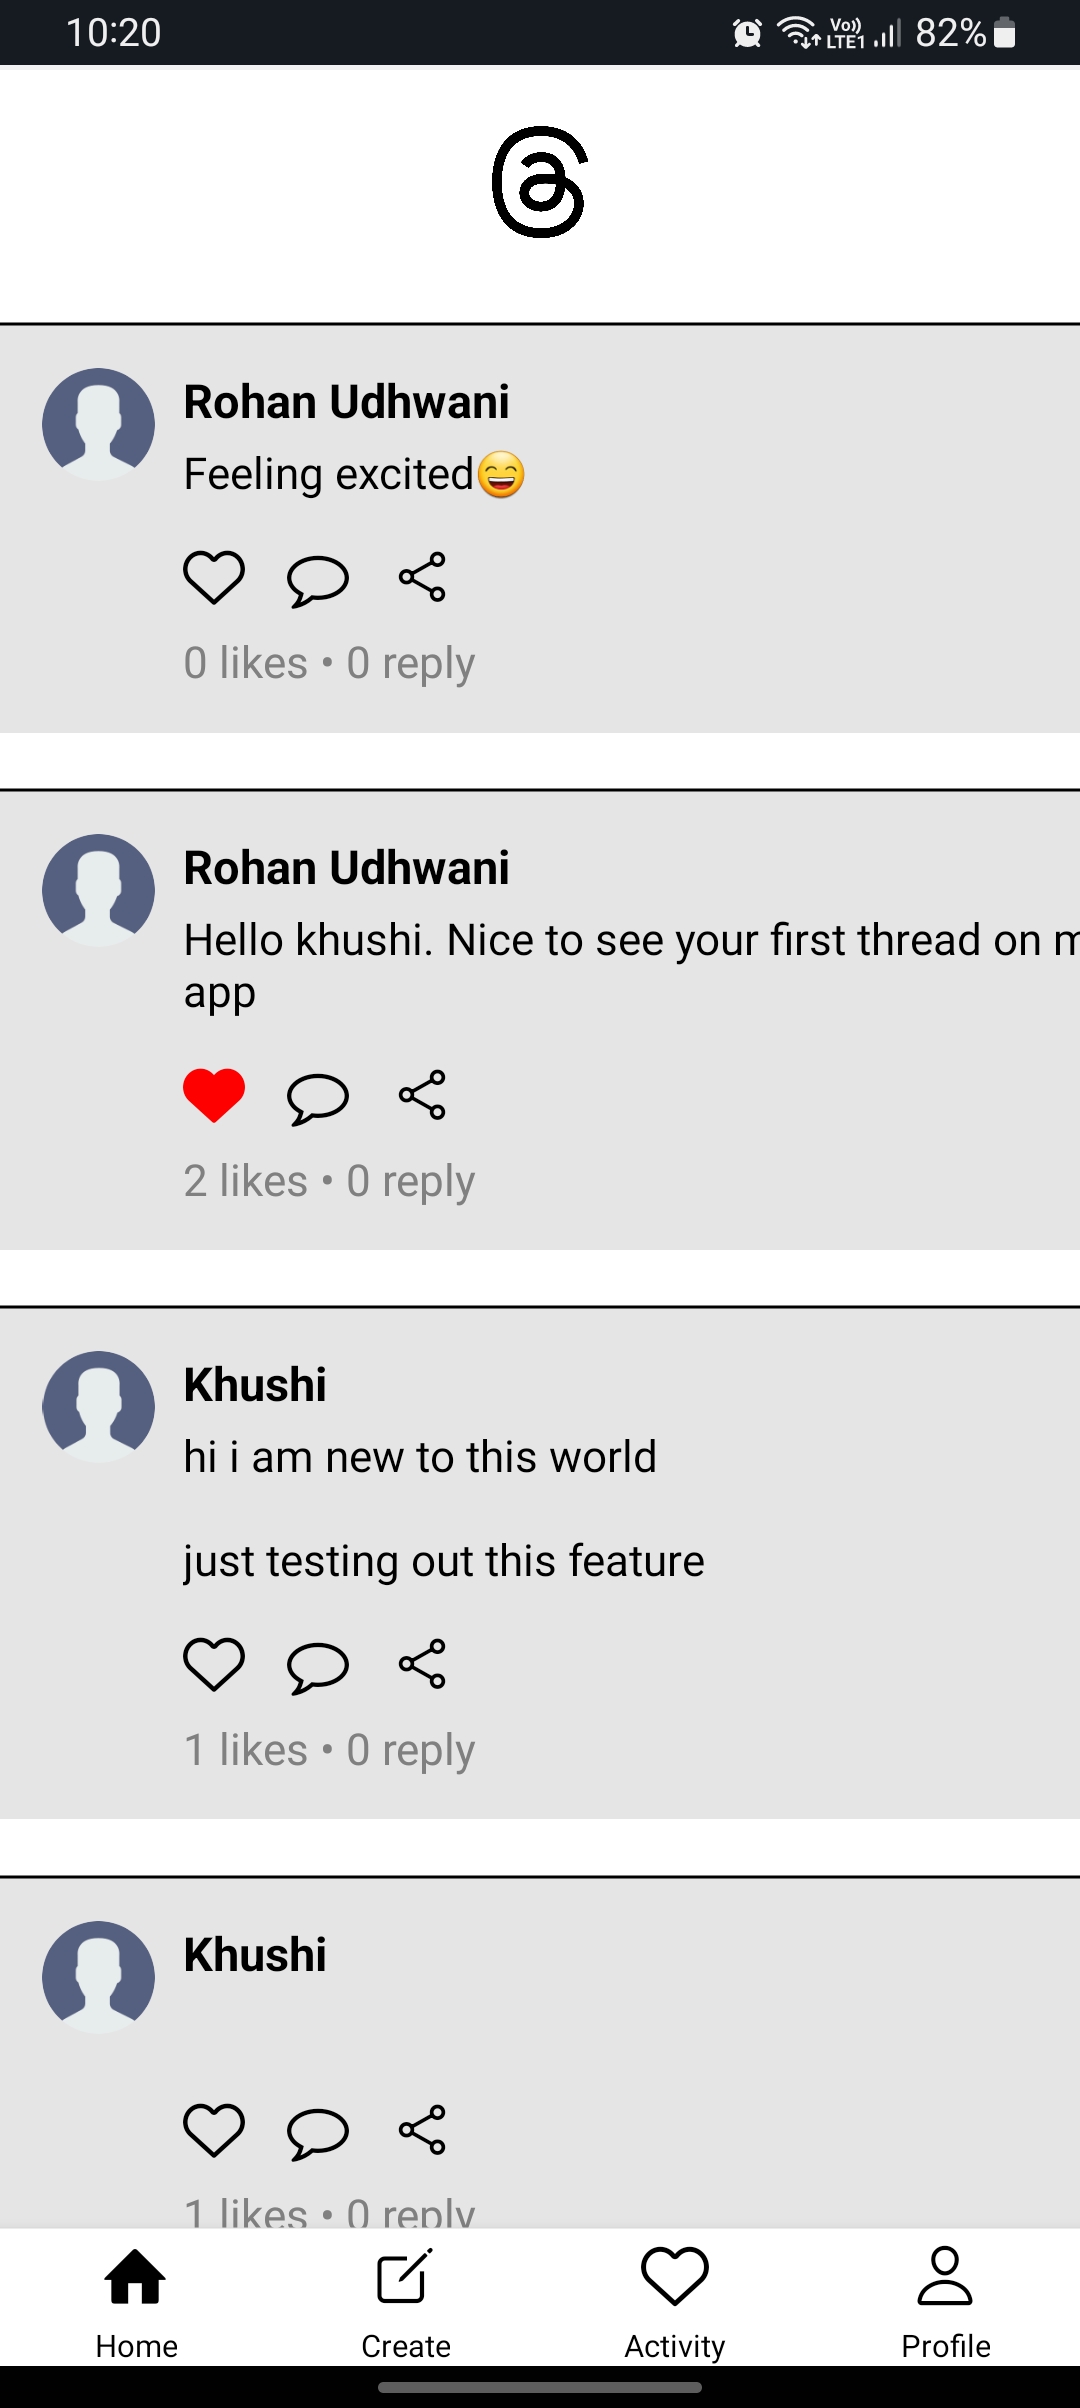 10:20
Vo))
LTE1
82%
Rohan Udhwani
Feeling excited😄
0 likes • 0 reply
Rohan Udhwani
Hello khushi. Nice to see your first thread on m
app
2 likes • 0 reply
Khushi
hi i am new to this world
just testing out this feature
1 likes • 0 reply
Khushi
1 likes • 0 reply
Home
Create
Activity
Profile